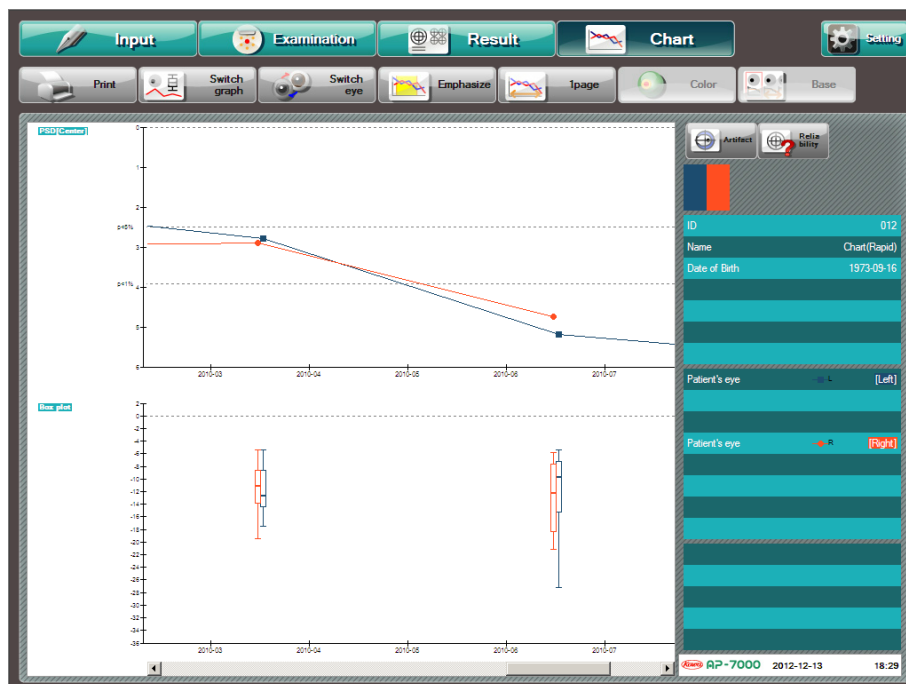 Input Examination Result Chart Setting
Print Switch graph Switch eye Emphasize 1page Color Base
PSD[Center]
0
1
2
p<5%
3
p<1% 4
5
6
2010-03 2010-04 2010-05 2010-06 2010-07
Box plot
2
0
-2
-4
-6
-8
-10
-12
-14
-16
-18
-20
-22
-24
-26
-28
-30
-32
-34
-36
2010-03 2010-04 2010-05 2010-06 2010-07
Artifact Relia bility
ID 012
Name Chart(Rapid)
Date of Birth 1973-09-16
Patient's eye L [Left]
Patient's eye R [Right]
Kowa AP-7000 2012-12-13 18:29